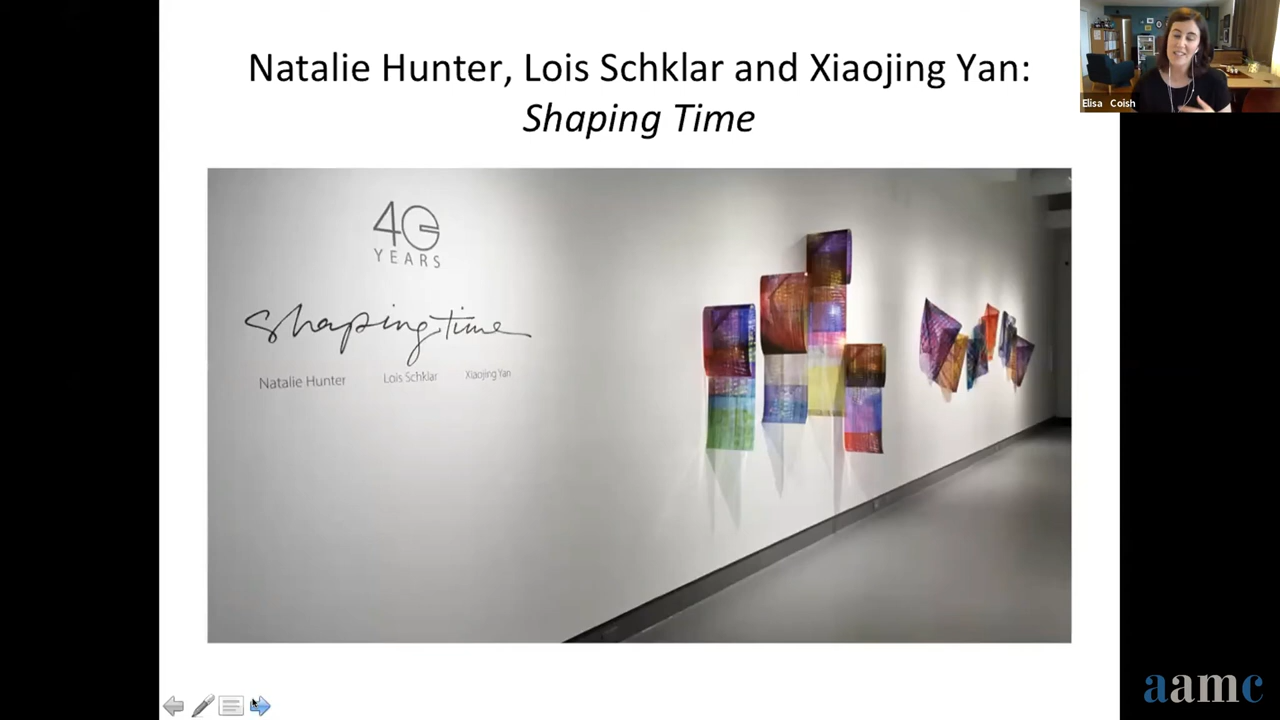 Natalie Hunter, Lois Schklar and Xiaojing Yan:
Shaping Time
Elisa Coish
40
YEARS
shaping time
Natalie Hunter Lois Schklar Xiaojing Yan
aamc